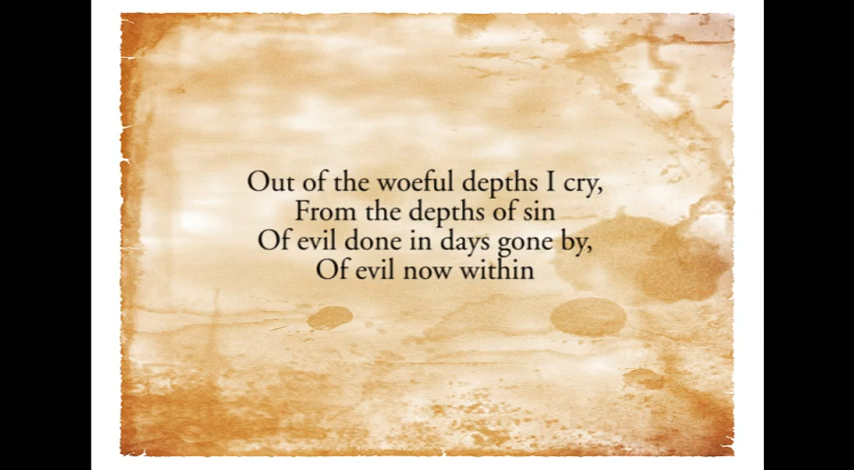 Out of the woeful depths I cry,
From the depths of sin
Of evil done in days gone by,
Of evil now within